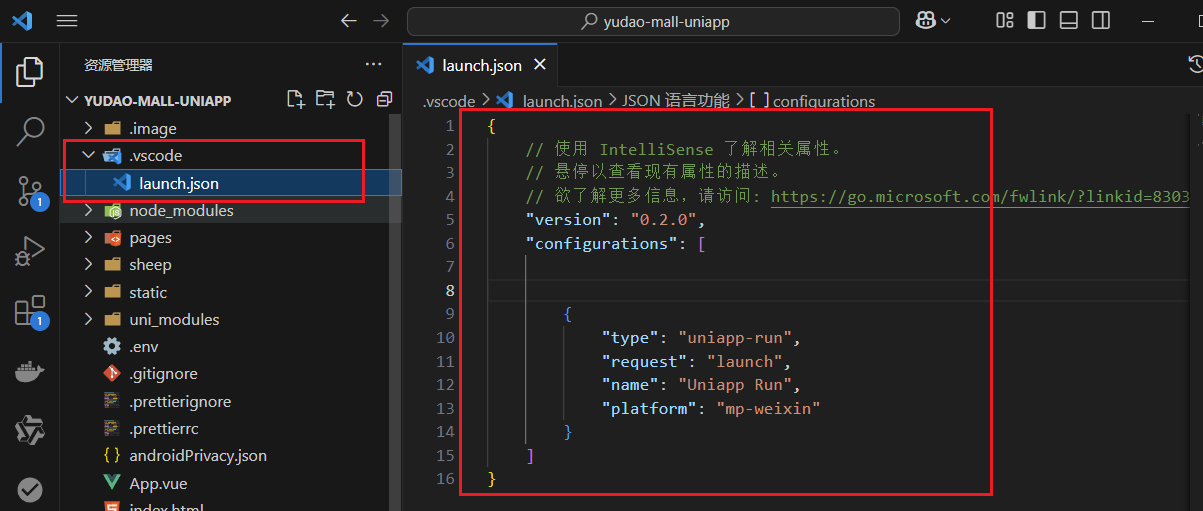 yudao-mall-uniapp
资源管理器
YUDAO-MALL-UNIAPP
.image
.vscode
launch.json
node_modules
pages
sheep
static
uni_modules
.env
.gitignore
.prettierignore
.prettierrc
androidPrivacy.json
App.vue
index.html
1
1
launch.json
.vscode > launch.json > JSON 语言功能 > [ ] configurations
1 {
2 // 使用 IntelliSense 了解相关属性。
3 // 悬停以查看现有属性的描述。
4 // 欲了解更多信息，请访问: https://go.microsoft.com/fwlink/?linkid=8303
5 "version": "0.2.0",
6 "configurations": [
7
8
9 {
10 "type": "uniapp-run",
11 "request": "launch",
12 "name": "Uniapp Run",
13 "platform": "mp-weixin"
14 }
15 ]
16 }